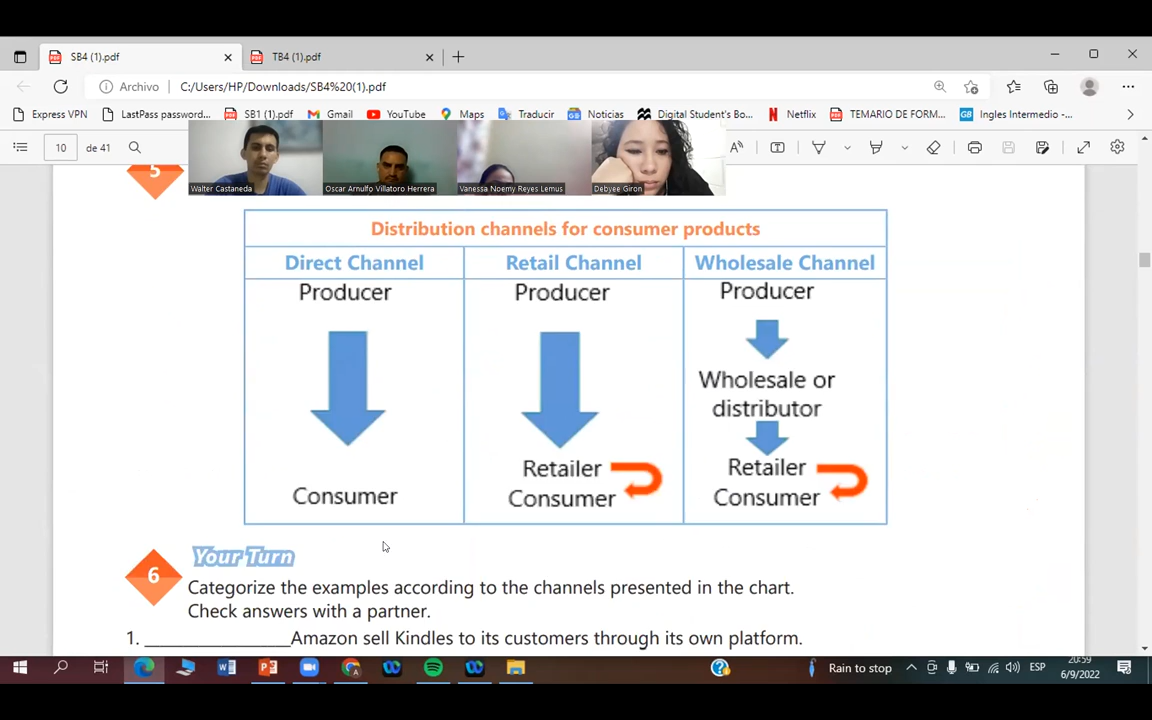 SB4 (1).pdf
TB4 (1).pdf
Archivo
C:/Users/HP/Downloads/SB4%20(1).pdf
Express VPN
LastPass password...
SB1 (1).pdf
Gmail
YouTube
Maps
Traducir
Noticias
Digital Student's Bo...
Netflix
TEMARIO DE FORM...
Ingles Intermedio -...
10
de 41
Walter Castaneda
Oscar Arnulfo Villatoro Herrera
Vanessa Noemy Reyes Lemus
Debyee Giron
5
Distribution channels for consumer products
Direct Channel
Retail Channel
Wholesale Channel
Producer
Producer
Producer
Wholesale or
distributor
Retailer
Retailer
Consumer
Consumer
Consumer
6
Your Turn
Categorize the examples according to the channels presented in the chart.
Check answers with a partner.
1. ________________Amazon sell Kindles to its customers through its own platform.
Rain to stop
ESP
20:59
6/9/2022